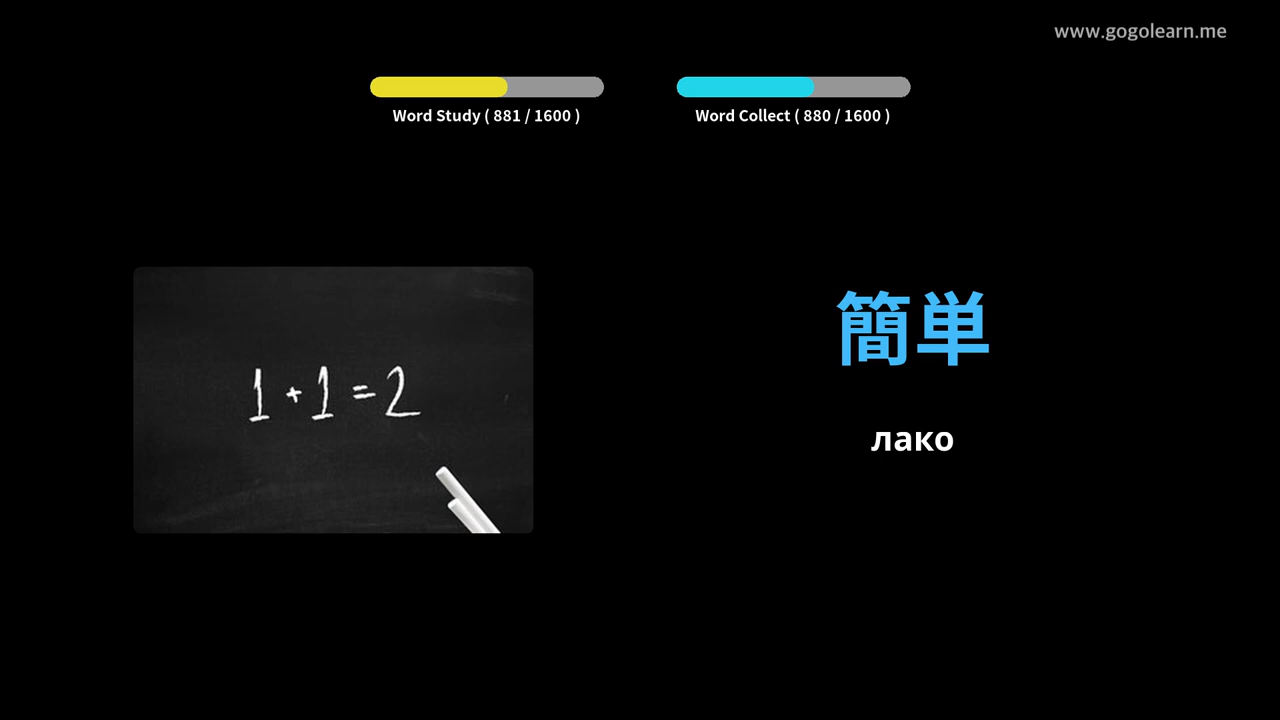 www.gogolearn.me
Word Study ( 881 / 1600 )
Word Collect ( 880 / 1600 )
1 + 1 = 2
簡単
лако